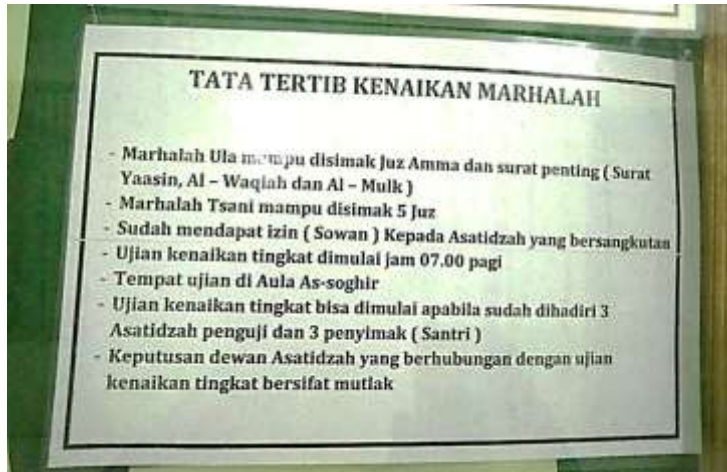 TATA TERTIB KENAIKAN MARHALAH
- Marhalah Ula mampu disimak Juz Amma dan surat penting ( Surat
Yaasin, Al – Waqiah dan Al – Mulk )
- Marhalah Tsani mampu disimak 5 Juz
- Sudah mendapat izin ( Sowan ) Kepada Asatidzah yang bersangkutan
- Ujian kenaikan tingkat dimulai jam 07.00 pagi
- Tempat ujian di Aula As-soghir
- Ujian kenaikan tingkat bisa dimulai apabila sudah dihadiri 3
Asatidzah penguji dan 3 penyimak ( Santri )
- Keputusan dewan Asatidzah yang berhubungan dengan ujian
kenaikan tingkat bersifat mutlak